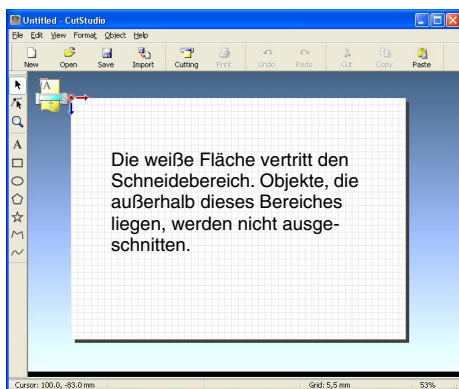 Untitled - CutStudio
File Edit View Format Object Help
New Open Save Import Cutting Print Undo Redo Cut Copy Paste
A
A
Die weiße Fläche vertritt den
Schneidebereich. Objekte, die
außerhalb dieses Bereiches
liegen, werden nicht ausge-
schnitten.
Cursor: 100.0, -83.0 mm Grid: 5,5 mm 53%